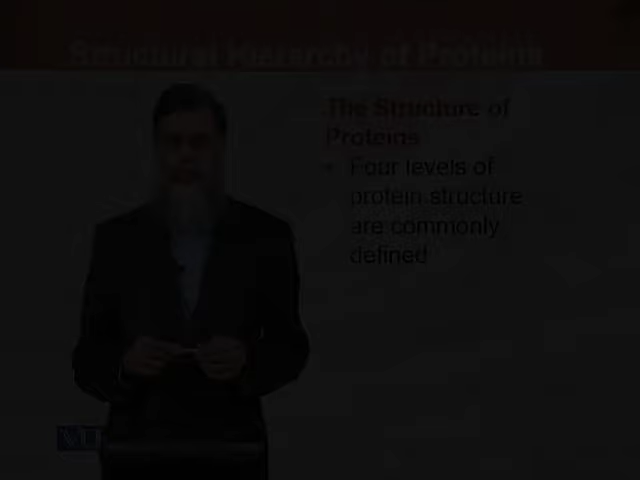 Structural Hierarchy of Proteins
The Structure of
Proteins
• Four levels of
protein structure
are commonly
defined